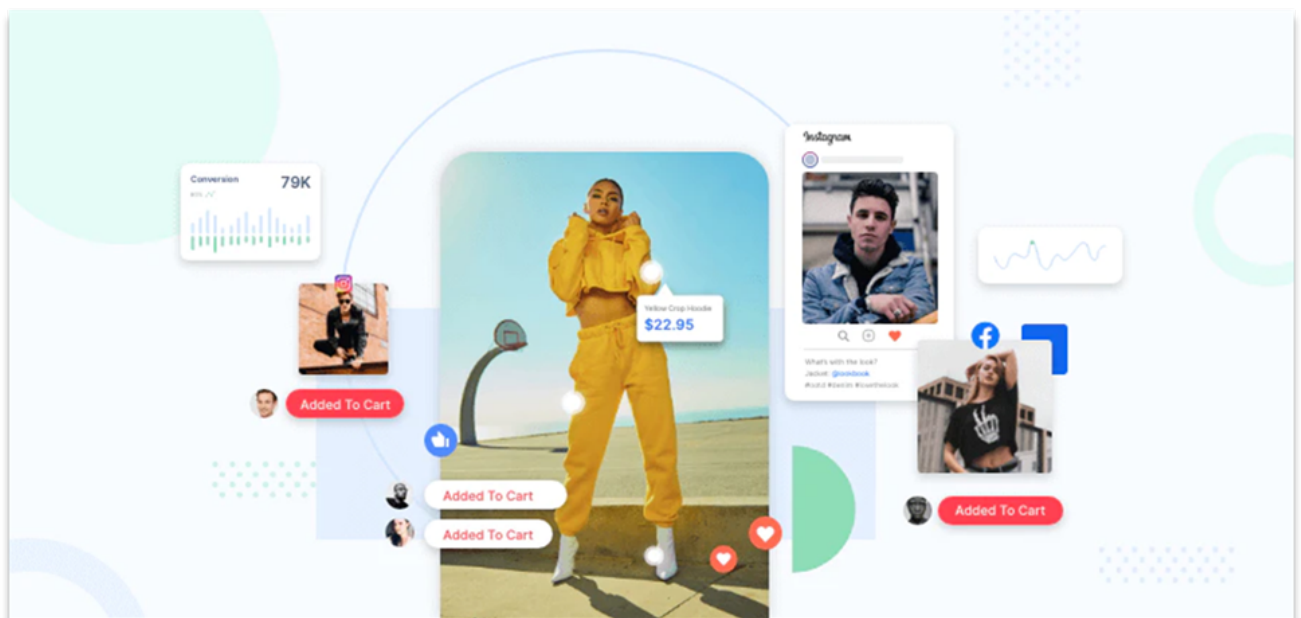 Conversion
79K
Added To Cart
Added To Cart
Added To Cart
Yellow Crop Hoodie
$22.95
Instagram
What's with the look?
Jacket: @lookbook
Added To Cart